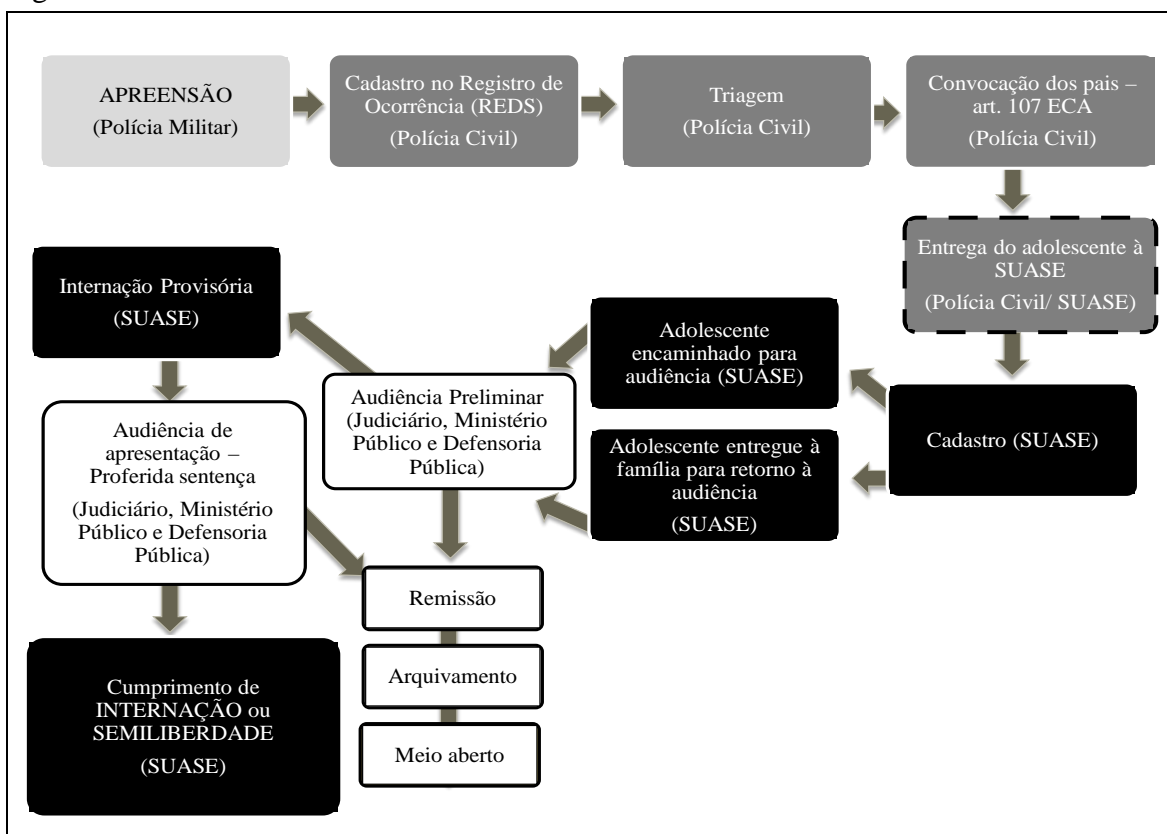 APREENSÃO
(Polícia Militar)
Cadastro no Registro de
Ocorrência (REDS)
(Polícia Civil)
Triagem
(Polícia Civil)
Convocação dos pais –
art. 107 ECA
(Polícia Civil)
Entrega do adolescente à
SUASE
(Polícia Civil/ SUASE)
Internação Provisória
(SUASE)
Adolescente
encaminhado para
audiência (SUASE)
Audiência Preliminar
(Judiciário, Ministério
Público e Defensoria
Pública)
Cadastro (SUASE)
Audiência de
apresentação –
Proferida sentença
(Judiciário, Ministério
Público e Defensoria
Pública)
Adolescente entregue à
família para retorno à
audiência
(SUASE)
Remissão
Arquivamento
Meio aberto
Cumprimento de
INTERNAÇÃO ou
SEMILIBERDADE
(SUASE)